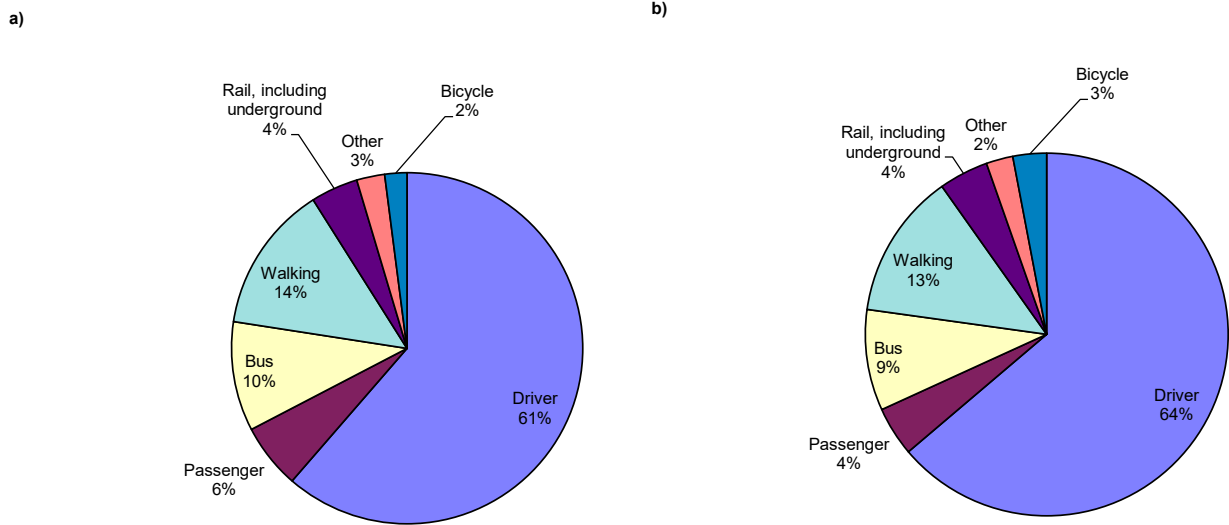 a)
Rail, including
underground
4%
Other
3%
Bicycle
2%
Walking
14%
Bus
10%
Driver
61%
Passenger
6%
b)
Bicycle
3%
Other
2%
Rail, including
underground
4%
Walking
13%
Bus
9%
Driver
64%
Passenger
4%